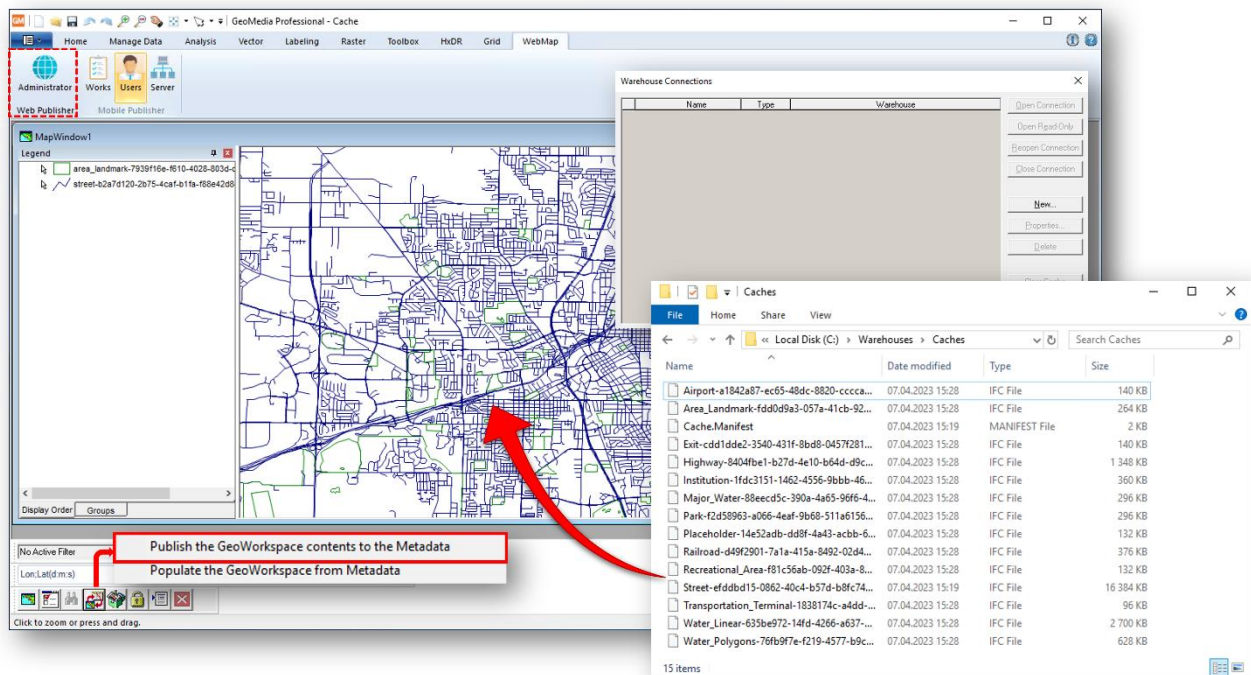 GM
GeoMedia Professional - Cache
Home Manage Data Analysis Vector Labeling Raster Toolbox HxDR Grid WebMap
Administrator Works Users Server
Web Publisher Mobile Publisher
MapWindow1
Legend
area_landmark-7939f16e-f610-4028-803d-c
street-b2a7d120-2b75-4caf-b1fa-f88e42d8
Display Order Groups
No Active Filter
Lon;Lat(d:m:s)
Click to zoom or press and drag.
Publish the GeoWorkspace contents to the Metadata
Populate the GeoWorkspace from Metadata
Warehouse Connections
Name Type Warehouse
Open Connection
Open Read-Only
Reopen Connection
Close Connection
New...
Properties...
Delete
Caches
File Home Share View
« Local Disk (C:) › Warehouses › Caches
Search Caches
Name Date modified Type Size
Airport-a1842a87-ec65-48dc-8820-cccca... 07.04.2023 15:28 IFC File 140 KB
Area_Landmark-fdd0d9a3-057a-41cb-92... 07.04.2023 15:28 IFC File 264 KB
Cache.Manifest 07.04.2023 15:19 MANIFEST File 2 KB
Exit-cdd1dde2-3540-431f-8bd8-0457f281... 07.04.2023 15:28 IFC File 140 KB
Highway-8404fbe1-b27d-4e10-b64d-d9c... 07.04.2023 15:28 IFC File 1 348 KB
Institution-1fdc3151-1462-4556-9bbb-46... 07.04.2023 15:28 IFC File 360 KB
Major_Water-88eecd5c-390a-4a65-96f6-4... 07.04.2023 15:28 IFC File 296 KB
Park-f2d58963-a066-4eaf-9b68-511a6156... 07.04.2023 15:28 IFC File 296 KB
Placeholder-14e52adb-dd8f-4a43-acbb-6... 07.04.2023 15:28 IFC File 132 KB
Railroad-d49f2901-7a1a-415a-8492-02d4... 07.04.2023 15:28 IFC File 376 KB
Recreational_Area-f81c56ab-092f-403a-8... 07.04.2023 15:28 IFC File 132 KB
Street-efddbd15-0862-40c4-b57d-b8fc74... 07.04.2023 15:19 IFC File 16 384 KB
Transportation_Terminal-1838174c-a4dd-... 07.04.2023 15:28 IFC File 96 KB
Water_Linear-635be972-14fd-4266-a637-... 07.04.2023 15:28 IFC File 2 700 KB
Water_Polygons-76fb9f7e-f219-4577-b9c... 07.04.2023 15:28 IFC File 628 KB
15 items